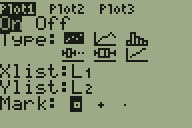 Plot1 Plot2 Plot3
On Off
Type:
Xlist:L₁
Ylist:L₂
Mark: + ·